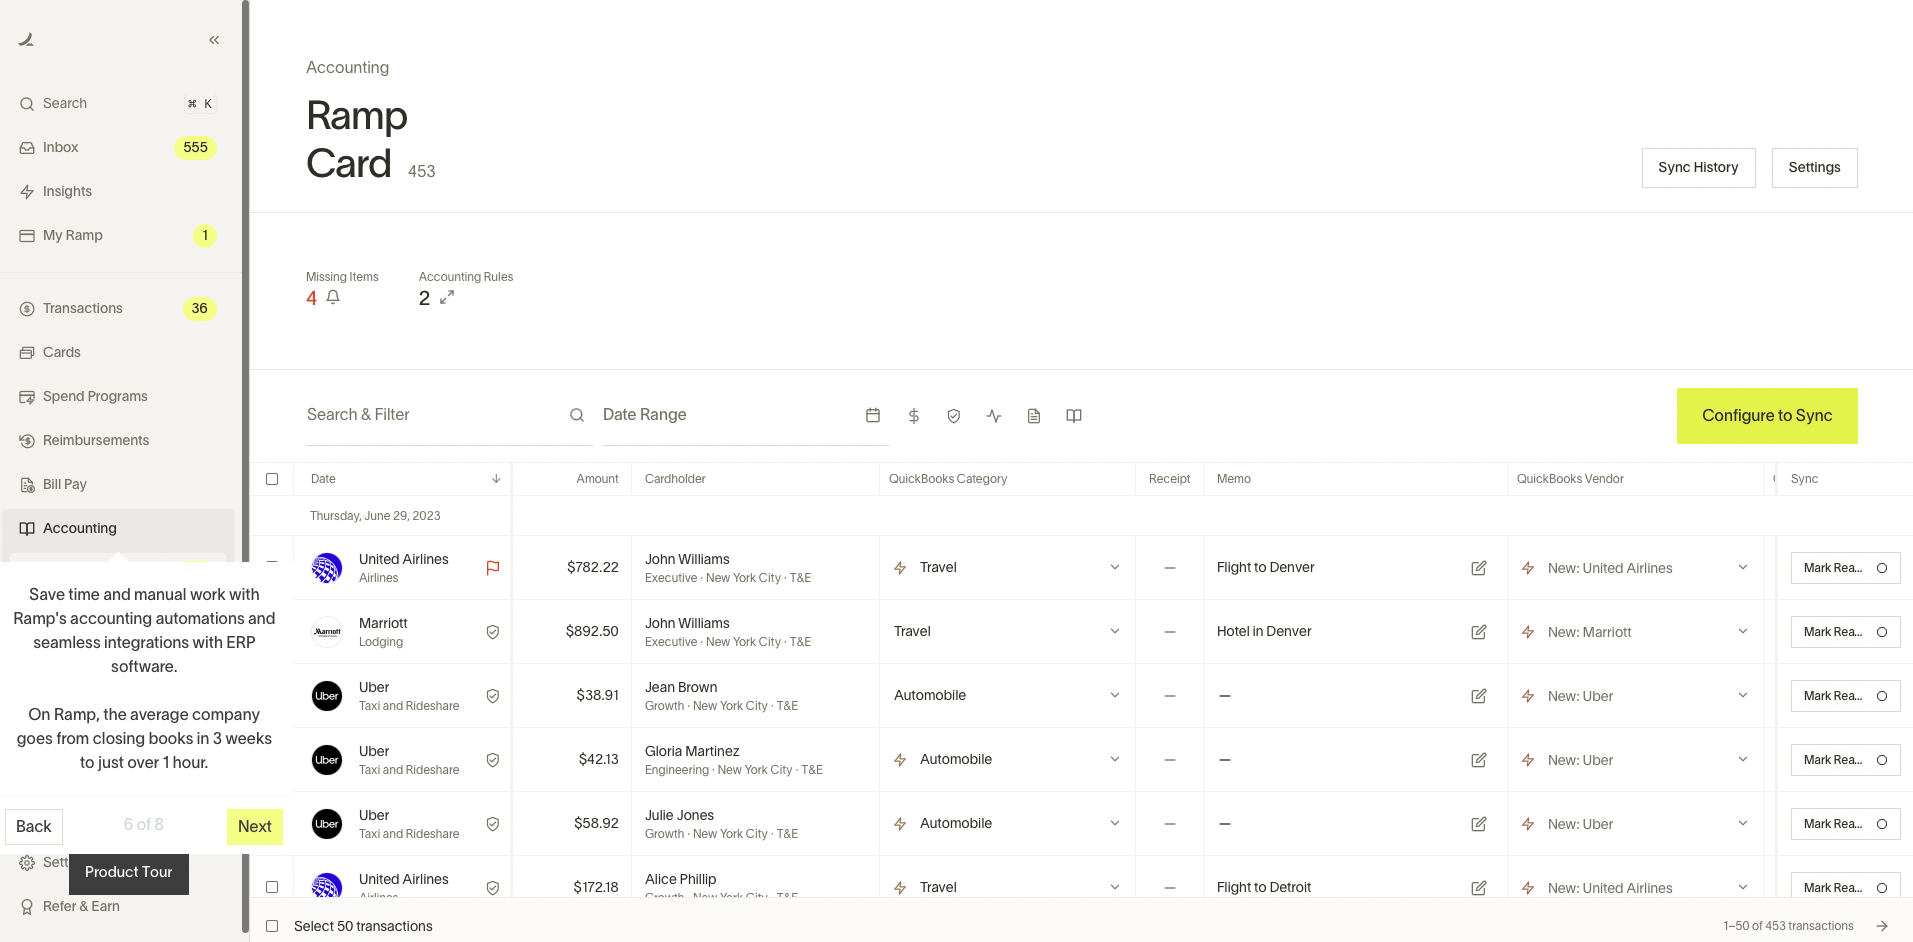 Search
⌘ K
Inbox
555
Insights
My Ramp
1
Transactions
36
Cards
Spend Programs
Reimbursements
Bill Pay
Accounting
Save time and manual work with
Ramp's accounting automations and
seamless integrations with ERP
software.
On Ramp, the average company
goes from closing books in 3 weeks
to just over 1 hour.
Back
6 of 8
Next
Sett
Product Tour
Refer & Earn
Accounting
Ramp
Card 453
Sync History
Settings
Missing Items
4
Accounting Rules
2
Search & Filter
Date Range
Configure to Sync
Date Amount Cardholder QuickBooks Category Receipt Memo QuickBooks Vendor Sync
Thursday, June 29, 2023
United Airlines
Airlines
$782.22
John Williams
Executive · New York City · T&E
Travel
—
Flight to Denver
New: United Airlines
Mark Rea...
Marriott
Lodging
Marriott
$892.50
John Williams
Executive · New York City · T&E
Travel
—
Hotel in Denver
New: Marriott
Mark Rea...
Uber
Uber
Taxi and Rideshare
$38.91
Jean Brown
Growth · New York City · T&E
Automobile
—
—
New: Uber
Mark Rea...
Uber
Uber
Taxi and Rideshare
$42.13
Gloria Martinez
Engineering · New York City · T&E
Automobile
—
—
New: Uber
Mark Rea...
Uber
Uber
Taxi and Rideshare
$58.92
Julie Jones
Growth · New York City · T&E
Automobile
—
—
New: Uber
Mark Rea...
United Airlines
Airlines
$172.18
Alice Phillip
Growth · New York City · T&E
Travel
—
Flight to Detroit
New: United Airlines
Mark Rea...
Select 50 transactions
1–50 of 453 transactions